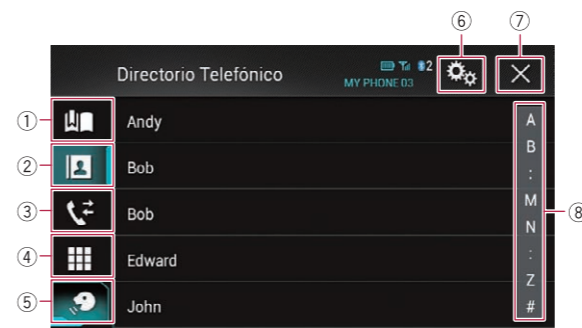 ⑥ ⑦
Directorio Telefónico
2
MY PHONE 03
① Andy
② Bob
③ Bob
④ Edward
⑤ John
A
B
:
M
N
:
Z
#
⑧